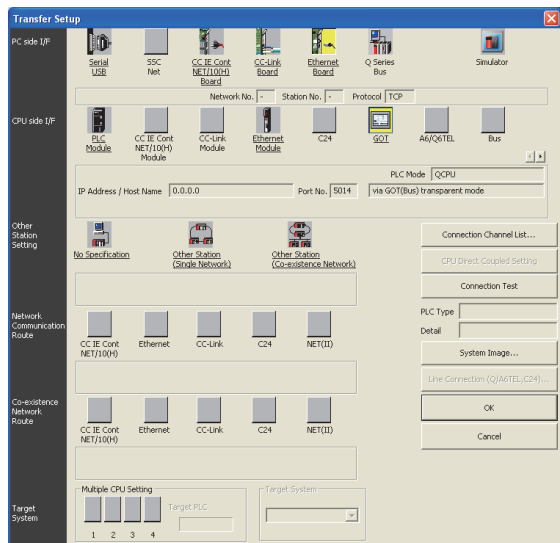 Transfer Setup
PC side I/F
Serial
USB
SSC
Net
CC IE Cont
NET/10(H)
Board
CC-Link
Board
Ethernet
Board
Q Series
Bus
Simulator
Network No. - Station No. - Protocol TCP
CPU side I/F
PLC
Module
CC IE Cont
NET/10(H)
Module
CC-Link
Module
Ethernet
Module
C24
GOT
A6/Q6TEL
Bus
PLC Mode QCPU
IP Address / Host Name 0.0.0.0 Port No. 5014 via GOT(Bus) transparent mode
Other
Station
Setting
No Specification
Other Station
(Single Network)
Other Station
(Co-existence Network)
Connection Channel List...
CPU Direct Coupled Setting
Connection Test
PLC Type
Detail
System Image...
Line Connection (Q/A6TEL,C24)...
OK
Cancel
Network
Communication
Route
CC IE Cont
NET/10(H)
Ethernet
CC-Link
C24
NET(II)
Co-existence
Network
Route
CC IE Cont
NET/10(H)
Ethernet
CC-Link
C24
NET(II)
Target
System
Multiple CPU Setting
1 2 3 4
Target PLC
Target System